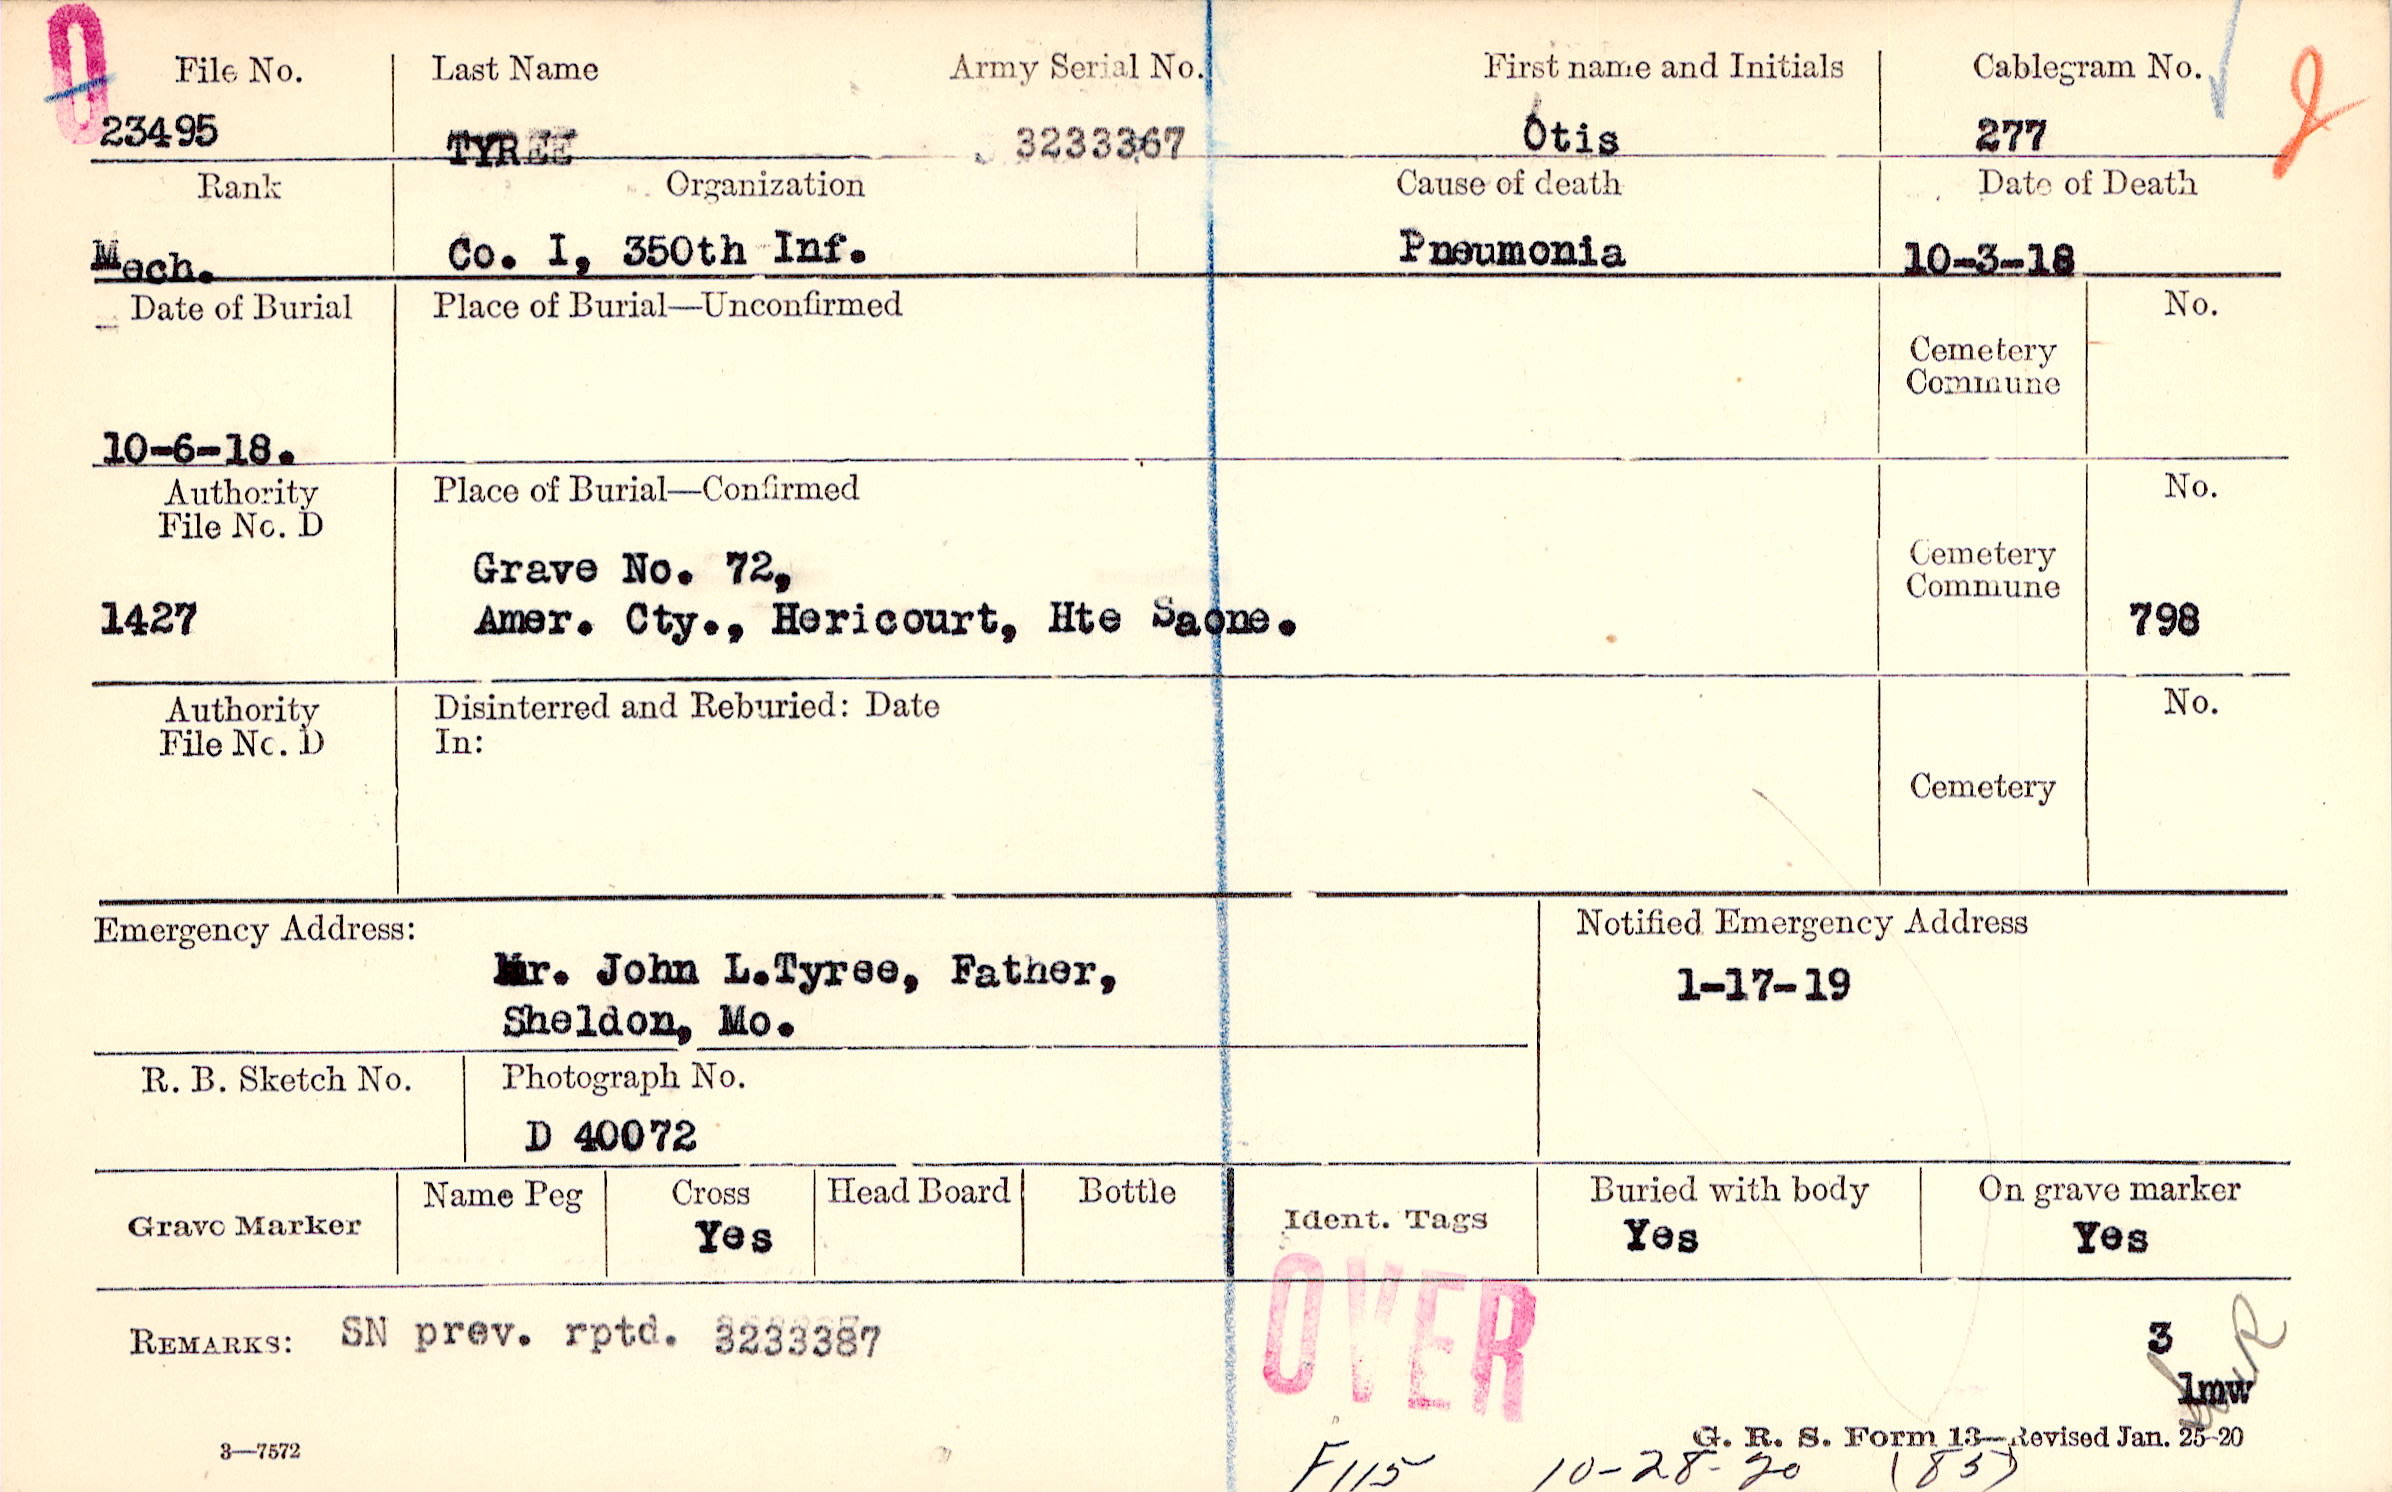 O
File No. Last Name Army Serial No. First name and Initials Cablegram No.
23495 TYREE 3233367 Otis 277
Rank Organization Cause of death Date of Death
Mech. Co. I, 350th Inf. Pneumonia 10-3-18
Date of Burial Place of Burial—Unconfirmed No.
Cemetery
Commune
10-6-18.
Authority Place of Burial—Confirmed No.
File No. D
Grave No. 72, Cemetery
Commune
1427 Amer. Cty., Hericourt, Hte Saone. 798
Authority Disinterred and Reburied: Date No.
File No. D In:
Cemetery
Emergency Address: Notified Emergency Address
Mr. John L.Tyree, Father, 1-17-19
Sheldon, Mo.
R. B. Sketch No. Photograph No.
D 40072
Grave Marker Name Peg Cross Head Board Bottle Ident. Tags Buried with body On grave marker
Yes Yes Yes
OVER
REMARKS: SN prev. rptd. 3233387 3
lmw
3—7572 G. R. S. Form 13—Revised Jan. 25-20
F115 10-28-20 (85)